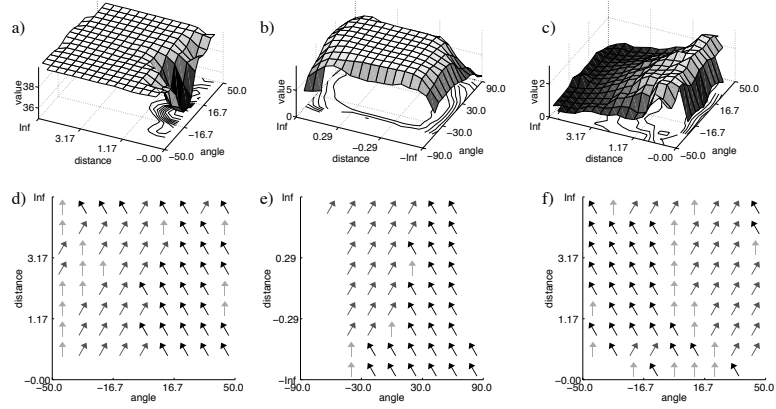 a)
value
38
36
Inf
3.17
1.17
-0.00
distance
50.0
16.7
-16.7
-50.0
angle
b)
value
5
0
Inf
0.29
-0.29
-Inf
distance
90.0
30.0
-30.0
-90.0
angle
c)
value
2
0
Inf
3.17
1.17
-0.00
distance
50.0
16.7
-16.7
-50.0
angle
d)
Inf
3.17
distance
1.17
-0.00
-50.0 -16.7 16.7 50.0
angle
e)
Inf
0.29
distance
-0.29
-Inf
-90.0 -30.0 30.0 90.0
angle
f)
Inf
3.17
distance
1.17
-0.00
-50.0 -16.7 16.7 50.0
angle